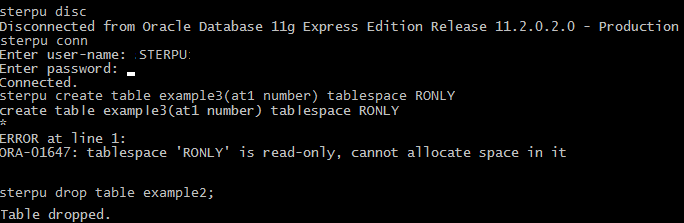 sterpu disc
Disconnected from Oracle Database 11g Express Edition Release 11.2.0.2.0 - Production
sterpu conn
Enter user-name: STERPU
Enter password:
Connected.
sterpu create table example3(at1 number) tablespace RONLY
create table example3(at1 number) tablespace RONLY
*
ERROR at line 1:
ORA-01647: tablespace 'RONLY' is read-only, cannot allocate space in it
sterpu drop table example2;
Table dropped.